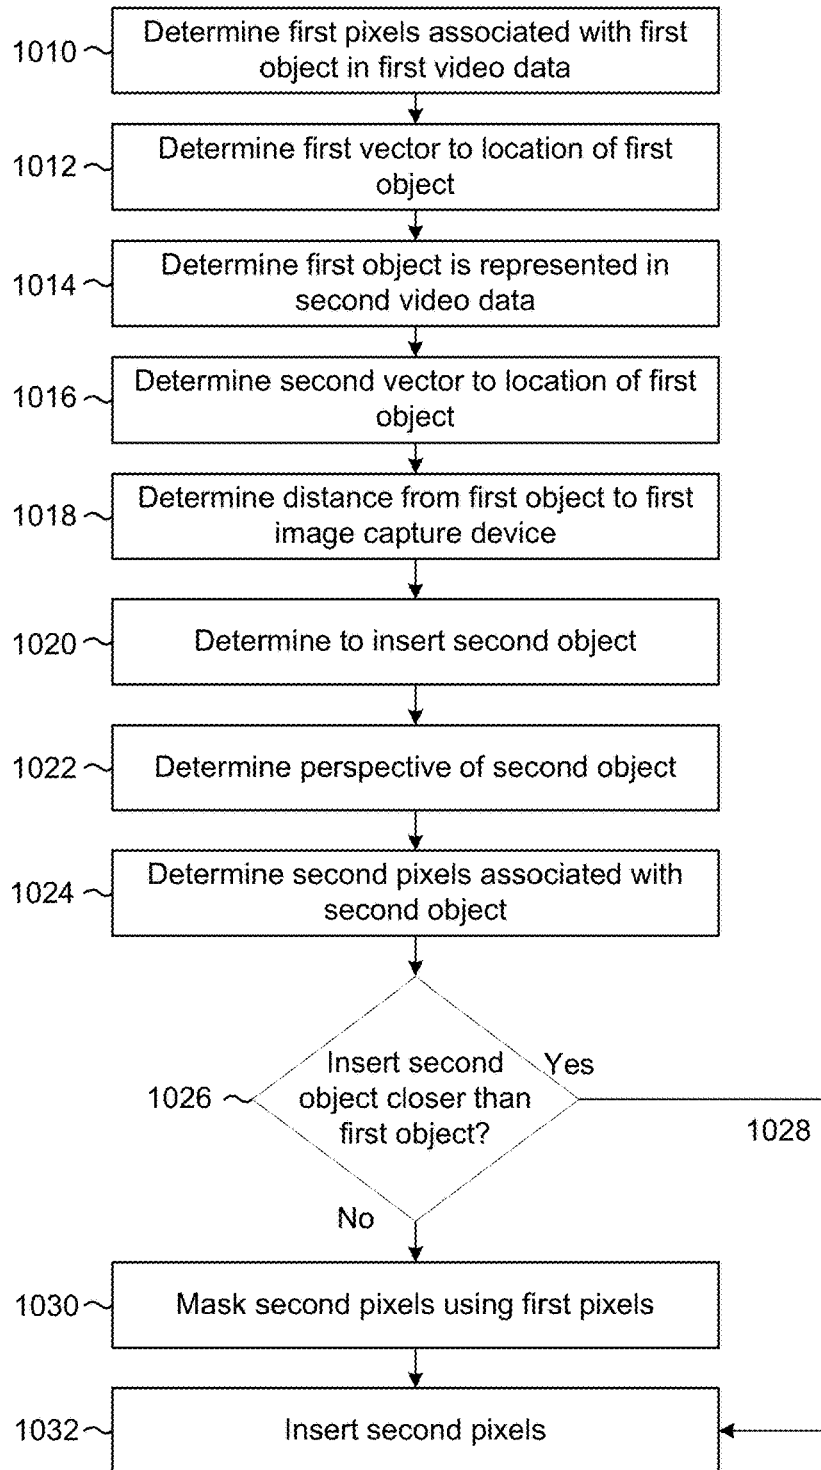 1010
Determine first pixels associated with first
object in first video data
1012
Determine first vector to location of first
object
1014
Determine first object is represented in
second video data
1016
Determine second vector to location of first
object
1018
Determine distance from first object to first
image capture device
1020
Determine to insert second object
1022
Determine perspective of second object
1024
Determine second pixels associated with
second object
1026
Insert second
object closer than
first object?
Yes
1028
No
1030
Mask second pixels using first pixels
1032
Insert second pixels